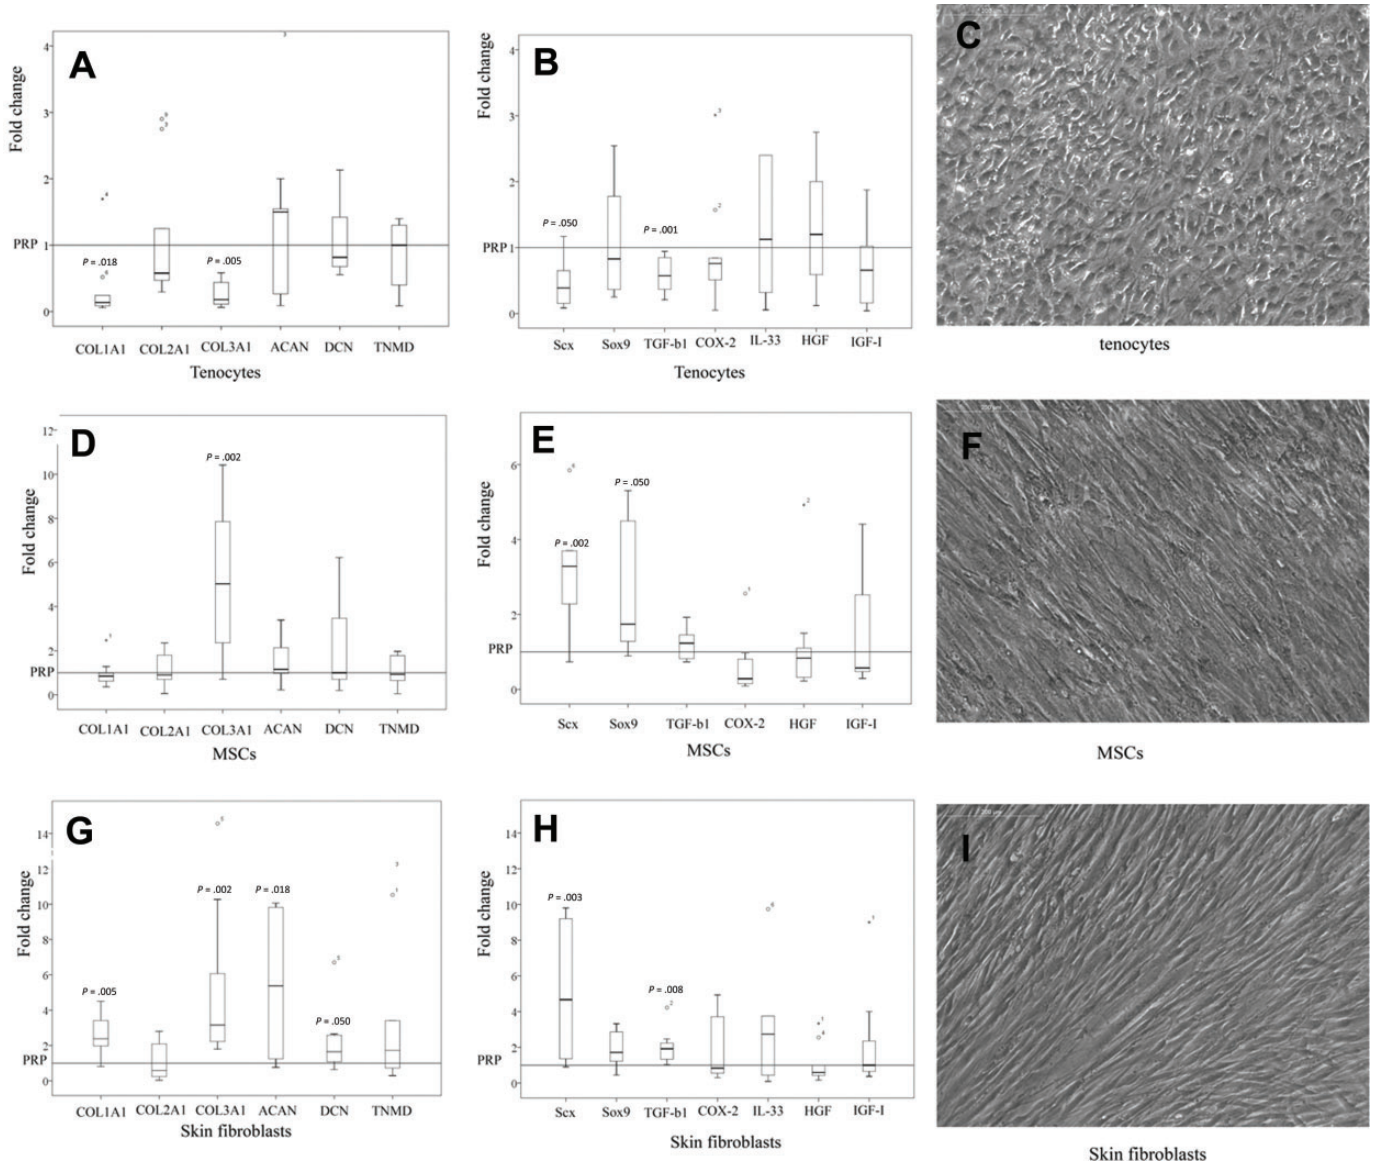 A
Fold change
4
3
2
PRP
1
0
P = .018
P = .005
COL1A1 COL2A1 COL3A1 ACAN DCN TNMD
Tenocytes
B
Fold change
4
3
2
PRP
1
0
P = .050
P = .001
Scx Sox9 TGF-b1 COX-2 IL-33 HGF IGF-I
Tenocytes
C
tenocytes
D
Fold change
12
10
8
6
4
2
PRP
0
P = .002
COL1A1 COL2A1 COL3A1 ACAN DCN TNMD
MSCs
E
Fold change
6
4
2
PRP
0
P = .002
P = .050
Scx Sox9 TGF-b1 COX-2 HGF IGF-I
MSCs
F
MSCs
G
Fold change
14
12
10
8
6
4
2
PRP
0
P = .005
P = .002
P = .018
P = .050
COL1A1 COL2A1 COL3A1 ACAN DCN TNMD
Skin fibroblasts
H
Fold change
14
12
10
8
6
4
2
PRP
0
P = .003
P = .008
Scx Sox9 TGF-b1 COX-2 IL-33 HGF IGF-I
Skin fibroblasts
I
200 µm
Skin fibroblasts